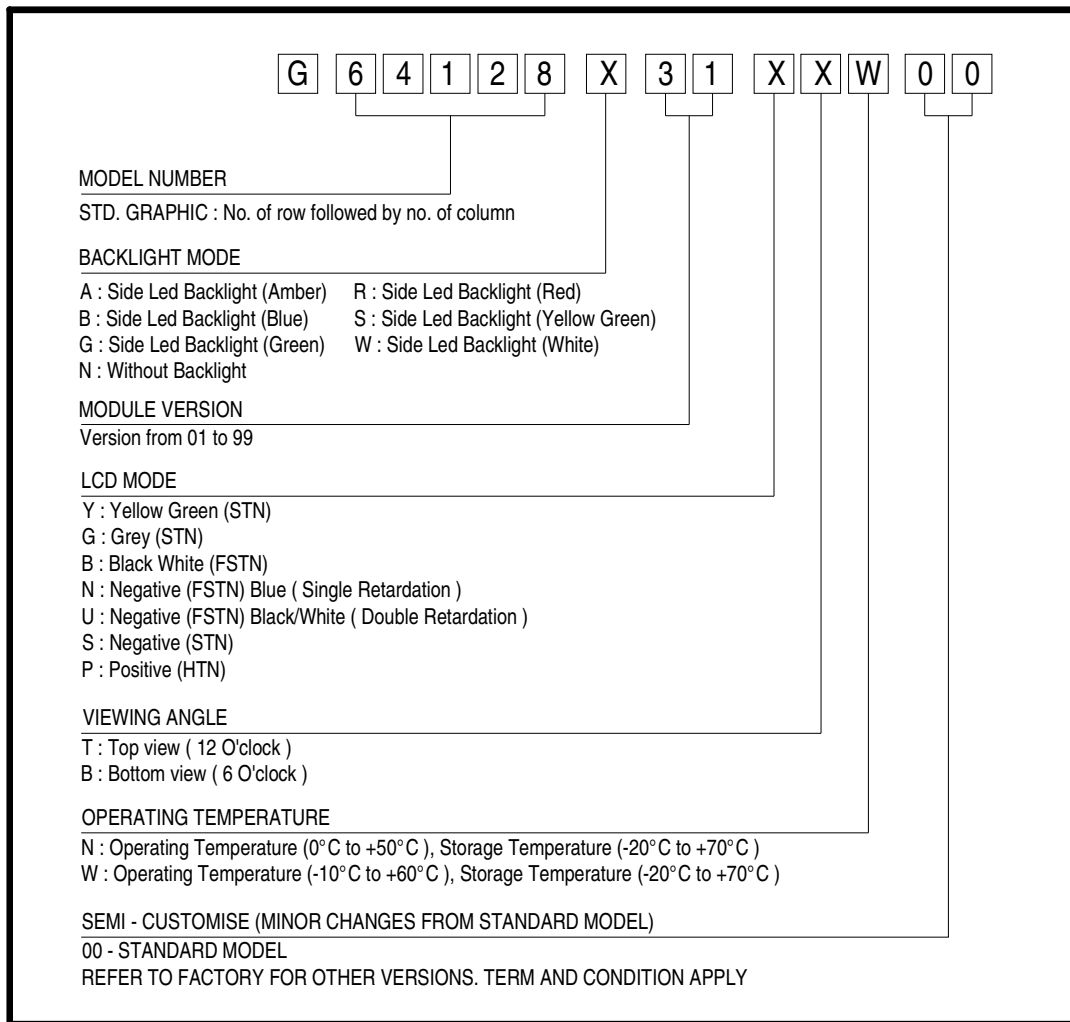 G 6 4 1 2 8 X 3 1 X X W 0 0
MODEL NUMBER
STD. GRAPHIC : No. of row followed by no. of column
BACKLIGHT MODE
A : Side Led Backlight (Amber) R : Side Led Backlight (Red)
B : Side Led Backlight (Blue) S : Side Led Backlight (Yellow Green)
G : Side Led Backlight (Green) W : Side Led Backlight (White)
N : Without Backlight
MODULE VERSION
Version from 01 to 99
LCD MODE
Y : Yellow Green (STN)
G : Grey (STN)
B : Black White (FSTN)
N : Negative (FSTN) Blue ( Single Retardation )
U : Negative (FSTN) Black/White ( Double Retardation )
S : Negative (STN)
P : Positive (HTN)
VIEWING ANGLE
T : Top view ( 12 O'clock )
B : Bottom view ( 6 O'clock )
OPERATING TEMPERATURE
N : Operating Temperature (0°C to +50°C ), Storage Temperature (-20°C to +70°C )
W : Operating Temperature (-10°C to +60°C ), Storage Temperature (-20°C to +70°C )
SEMI - CUSTOMISE (MINOR CHANGES FROM STANDARD MODEL)
00 - STANDARD MODEL
REFER TO FACTORY FOR OTHER VERSIONS. TERM AND CONDITION APPLY